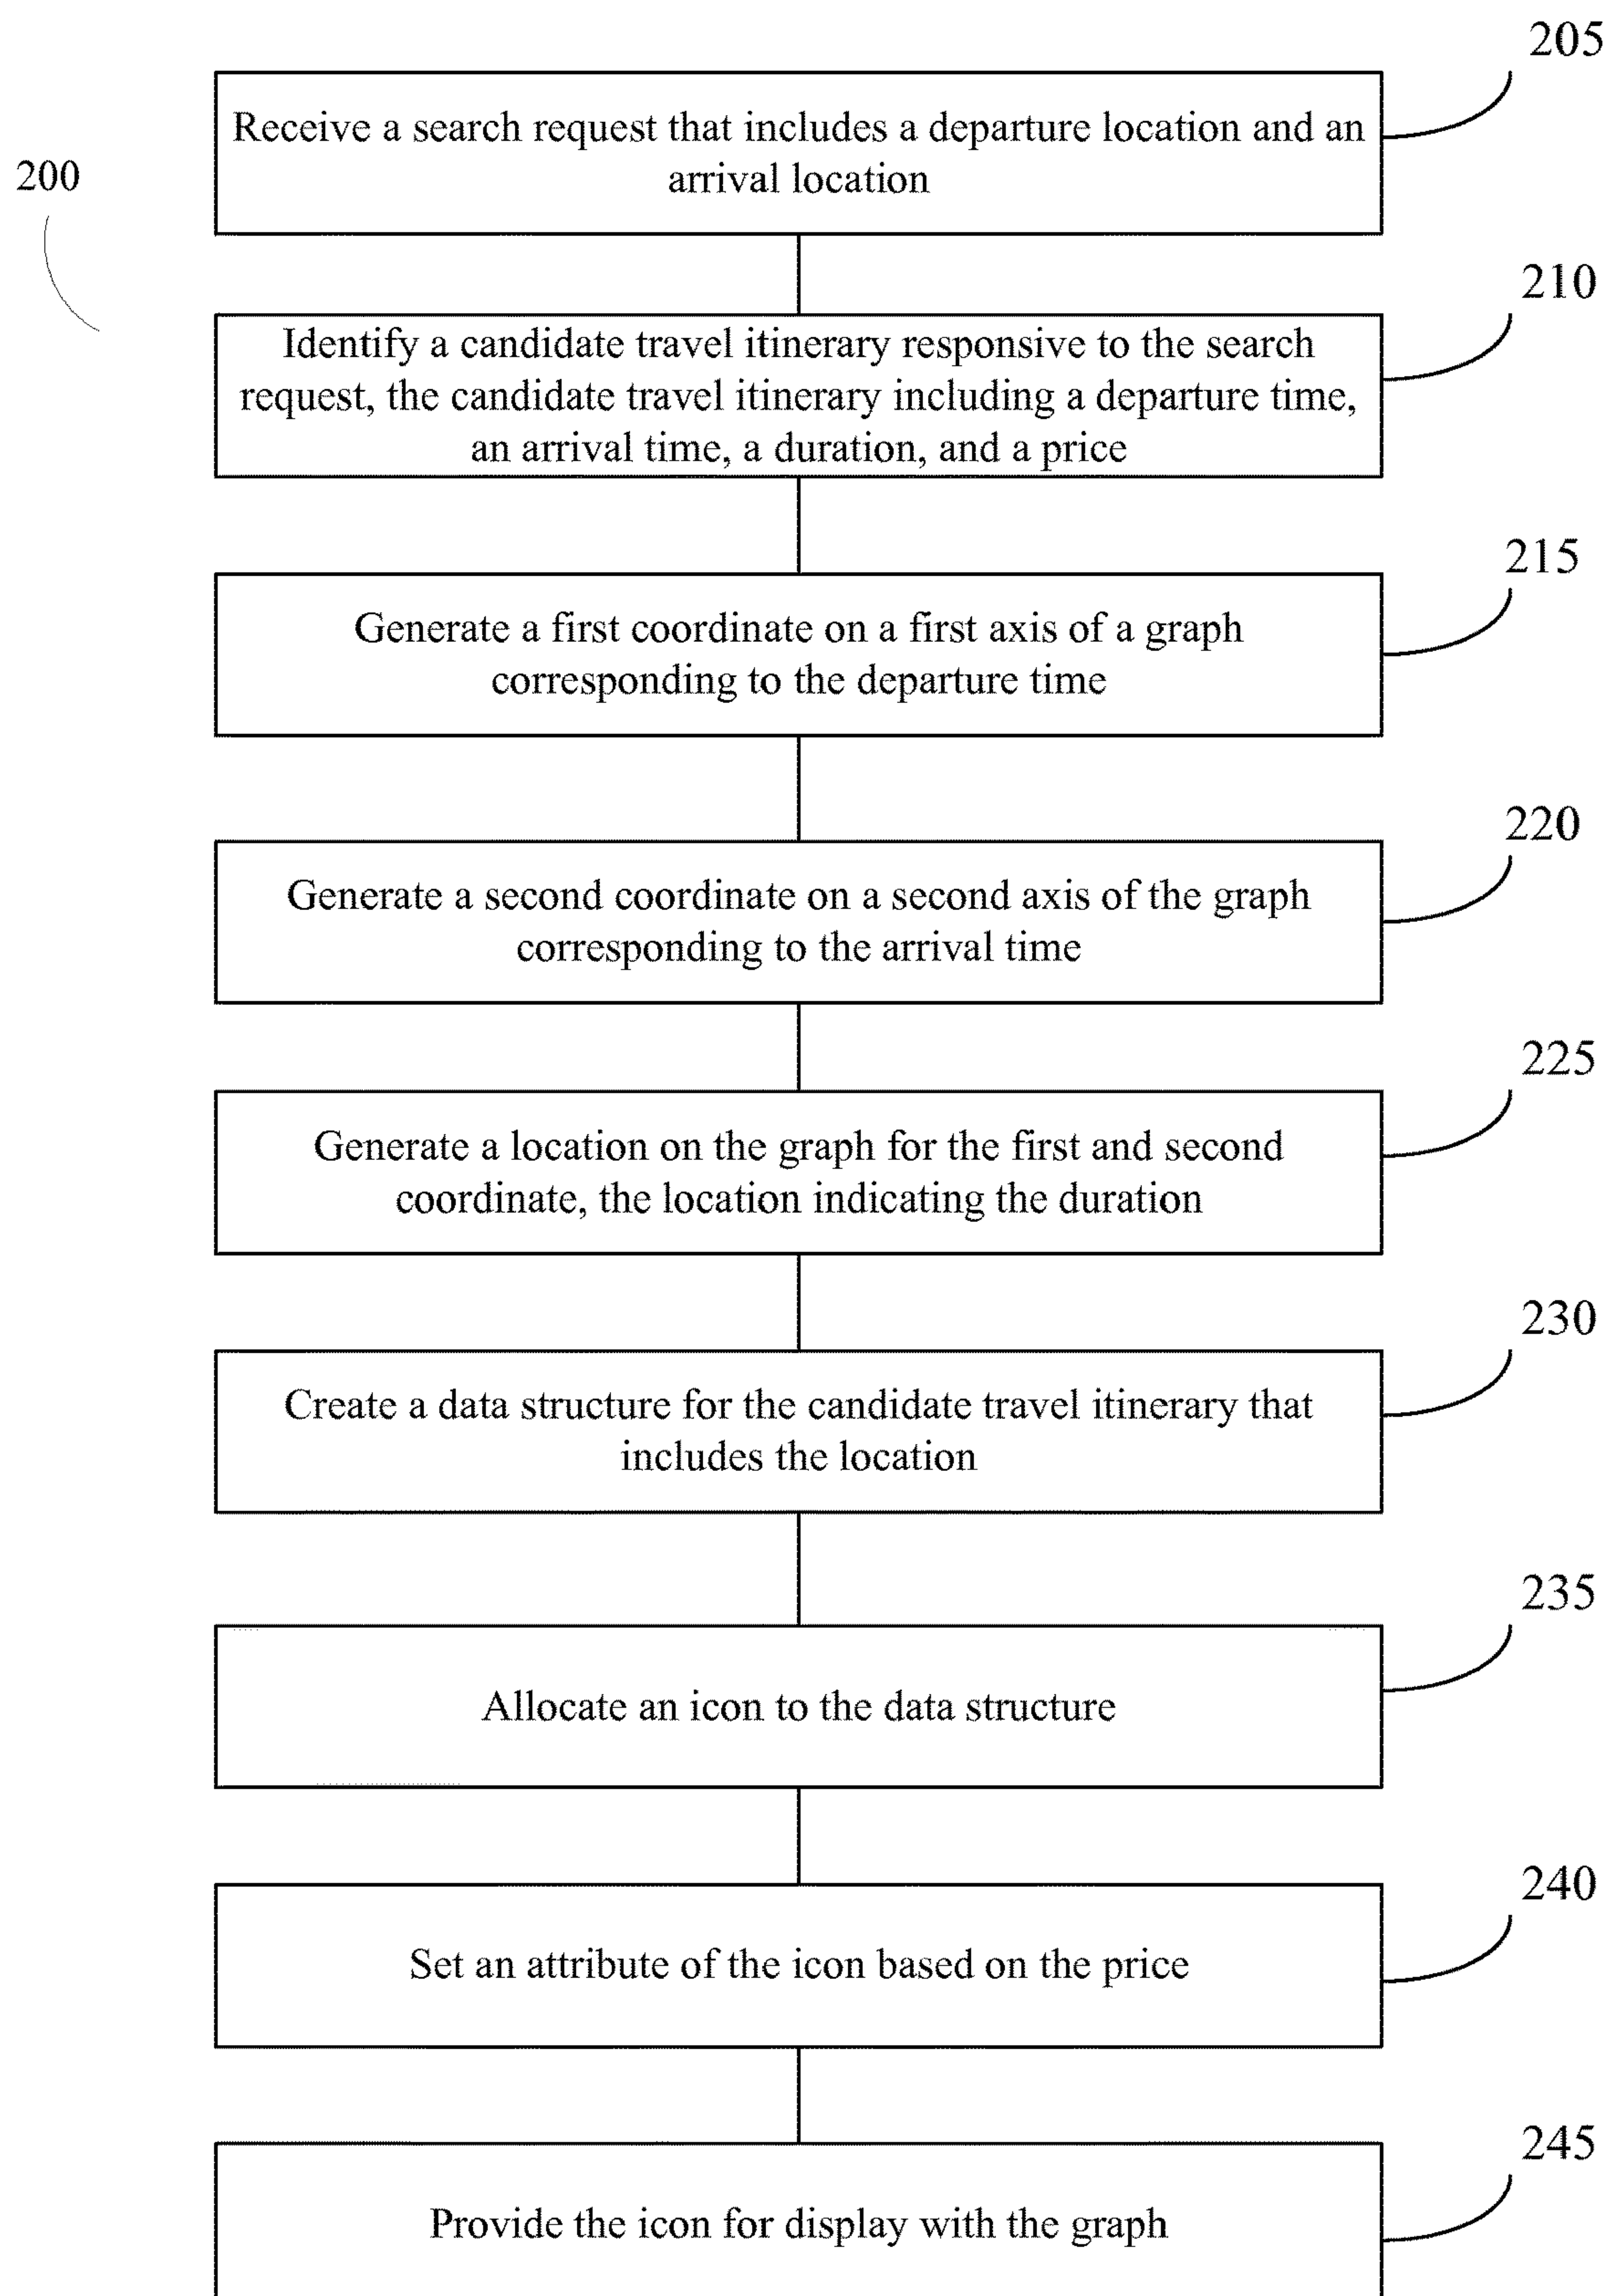 205
Receive a search request that includes a departure location and an
arrival location
200
210
Identify a candidate travel itinerary responsive to the search
request, the candidate travel itinerary including a departure time,
an arrival time, a duration, and a price
215
Generate a first coordinate on a first axis of a graph
corresponding to the departure time
220
Generate a second coordinate on a second axis of the graph
corresponding to the arrival time
225
Generate a location on the graph for the first and second
coordinate, the location indicating the duration
230
Create a data structure for the candidate travel itinerary that
includes the location
235
Allocate an icon to the data structure
240
Set an attribute of the icon based on the price
245
Provide the icon for display with the graph